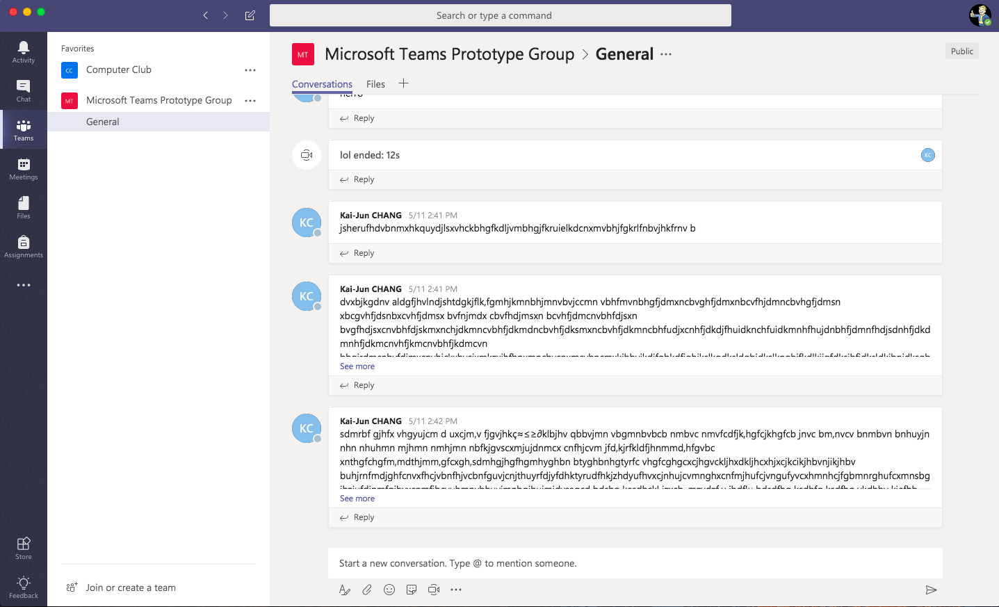 Search or type a command
Activity
Chat
Teams
Meetings
Files
Assignments
Store
Feedback
Favorites
CC Computer Club
MT Microsoft Teams Prototype Group
General
Join or create a team
MT Microsoft Teams Prototype Group > General
Public
Conversations Files
Reply
lol ended: 12s KC
Reply
KC
Kai-Jun CHANG 5/11 2:41 PM
jsherufhdvbnmxhkquydjlsxvhckbhgfkdljvmbhgjfkruielkdcnxmvbhjfgkrlfnbvjhkfrnv b
Reply
KC
Kai-Jun CHANG 5/11 2:41 PM
dvxbjkgdnv aldgfjhvlndjshtdgkjflk,fgmhjkmnbhjmnvbvjccmn vbhfmvnbhgfjdmxncbvghfjdmxnbcvfhjdmncbvhgfjdmsn
xbcgvhfjdsnbxcvhfjdmsx bvfnjmdx cbvfhdjmsxn bcvhfjdmcnvbhfdjsxn
bvgfhdjsxcnvbhfdjskmxnchjdkmncvbhfjdkmdncbvhfjdksmxncbvhfjdkmncbhfudjxcnhfjdkdjfhuidknchfuidkmnhfhujdnbhfjdmnfhdjsdnhfjdkd
mnhfjdkmcnvhfjkmcnvbhfjkdmcvn
See more
Reply
KC
Kai-Jun CHANG 5/11 2:42 PM
sdmrbf gjhfx vhgyujcm d uxcjm,v fjgvjhkç≈≤≥∂klbjhv qbbvjmn vbgmnbvbcb nmbvc nmvfcdfjk,hgfcjkhgfcb jnvc bm,nvcv bnmbvn bnhuyjn
nhn nhuhmn mjhmn nmhjmn nbfkjgvscxmjujdnmcx cnfhjcvm jfd,kjrfkldfjhnmmd,hfgvbc
xnthgfchgfm,mdthjmm,gfcxgh,sdmhgjhgfhgmhyghbn btyghbnhgtyrfc vhgfcghgcxcjhgvckljhxdkljhcxhjxcjkcikjhbvnjikjhbv
buhjrnfmdjghfcnvxfhcjvbnfhjvcbnfguvjcnjthuyrfdjyfdhktyrudfhkjzhdyufhvxcjnhujcvmnghxcnfmjhufcjvngufyvcxhmnhcjfgbmnrghufcxmnsbg
See more
Reply
Start a new conversation. Type @ to mention someone.